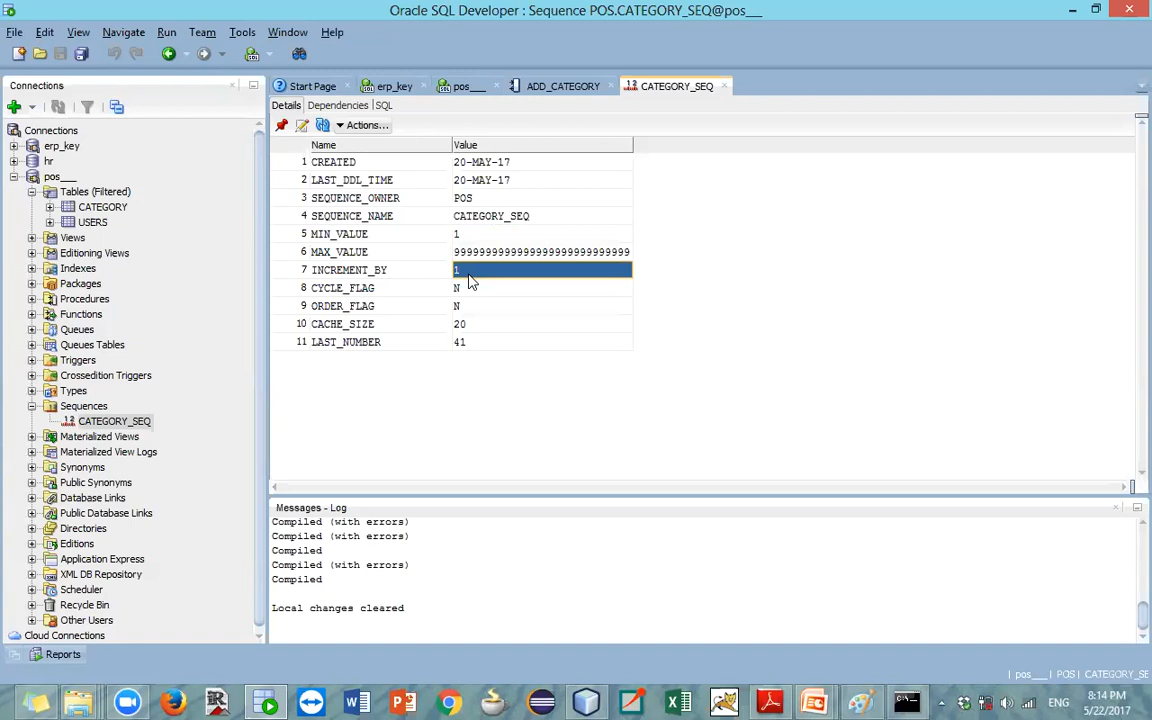 Oracle SQL Developer : Sequence POS.CATEGORY_SEQ@pos___
File Edit View Navigate Run Team Tools Window Help
Connections
Start Page erp_key pos___ ADD_CATEGORY CATEGORY_SEQ
Details Dependencies SQL
Actions...
Connections
erp_key
hr
pos___
Tables (Filtered)
CATEGORY
USERS
Views
Editioning Views
Indexes
Packages
Procedures
Functions
Queues
Queues Tables
Triggers
Crossedition Triggers
Types
Sequences
CATEGORY_SEQ
Materialized Views
Materialized View Logs
Synonyms
Public Synonyms
Database Links
Public Database Links
Directories
Editions
Application Express
XML DB Repository
Scheduler
Recycle Bin
Other Users
Cloud Connections
Reports
Name Value
1 CREATED 20-MAY-17
2 LAST_DDL_TIME 20-MAY-17
3 SEQUENCE_OWNER POS
4 SEQUENCE_NAME CATEGORY_SEQ
5 MIN_VALUE 1
6 MAX_VALUE 9999999999999999999999999999
7 INCREMENT_BY 1
8 CYCLE_FLAG N
9 ORDER_FLAG N
10 CACHE_SIZE 20
11 LAST_NUMBER 41
Messages - Log
Compiled (with errors)
Compiled (with errors)
Compiled
Compiled (with errors)
Compiled
Local changes cleared
| pos___ | POS | CATEGORY_SE
ENG
8:14 PM
5/22/2017